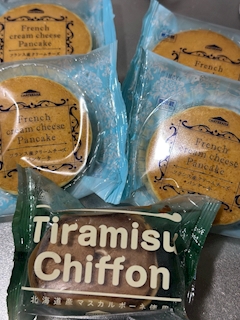 French
cream cheese
Pancake
French
French
cream cheese
Pancake
French
cream cheese
Pancake
Tiramisu
Chiffon
北海道産マスカルポーネ使用